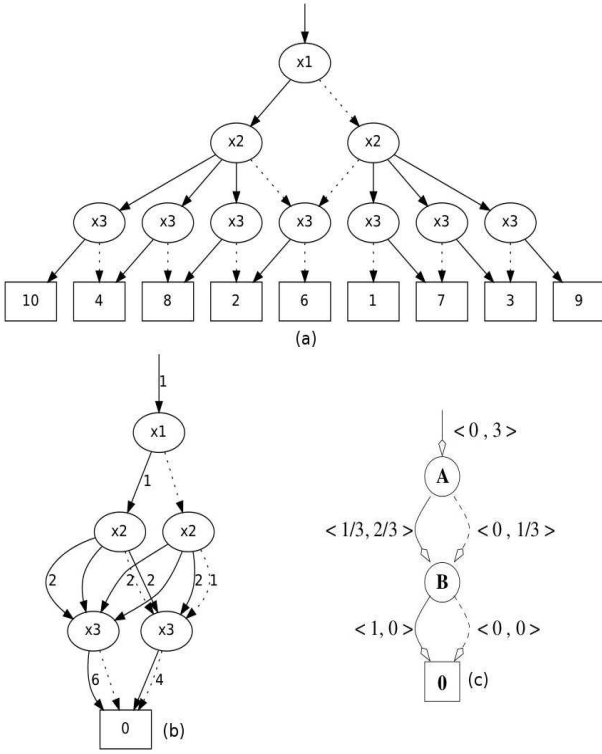 x1
x2 x2
x3 x3 x3 x3 x3 x3 x3
10 4 8 2 6 1 7 3 9
(a)
1
x1
1
x2 x2
2 2 2 2 1
x3 x3
6 4
0
(b)
< 0 , 3 >
A
< 1/3, 2/3 > < 0 , 1/3 >
B
< 1, 0 > < 0 , 0 >
0
(c)